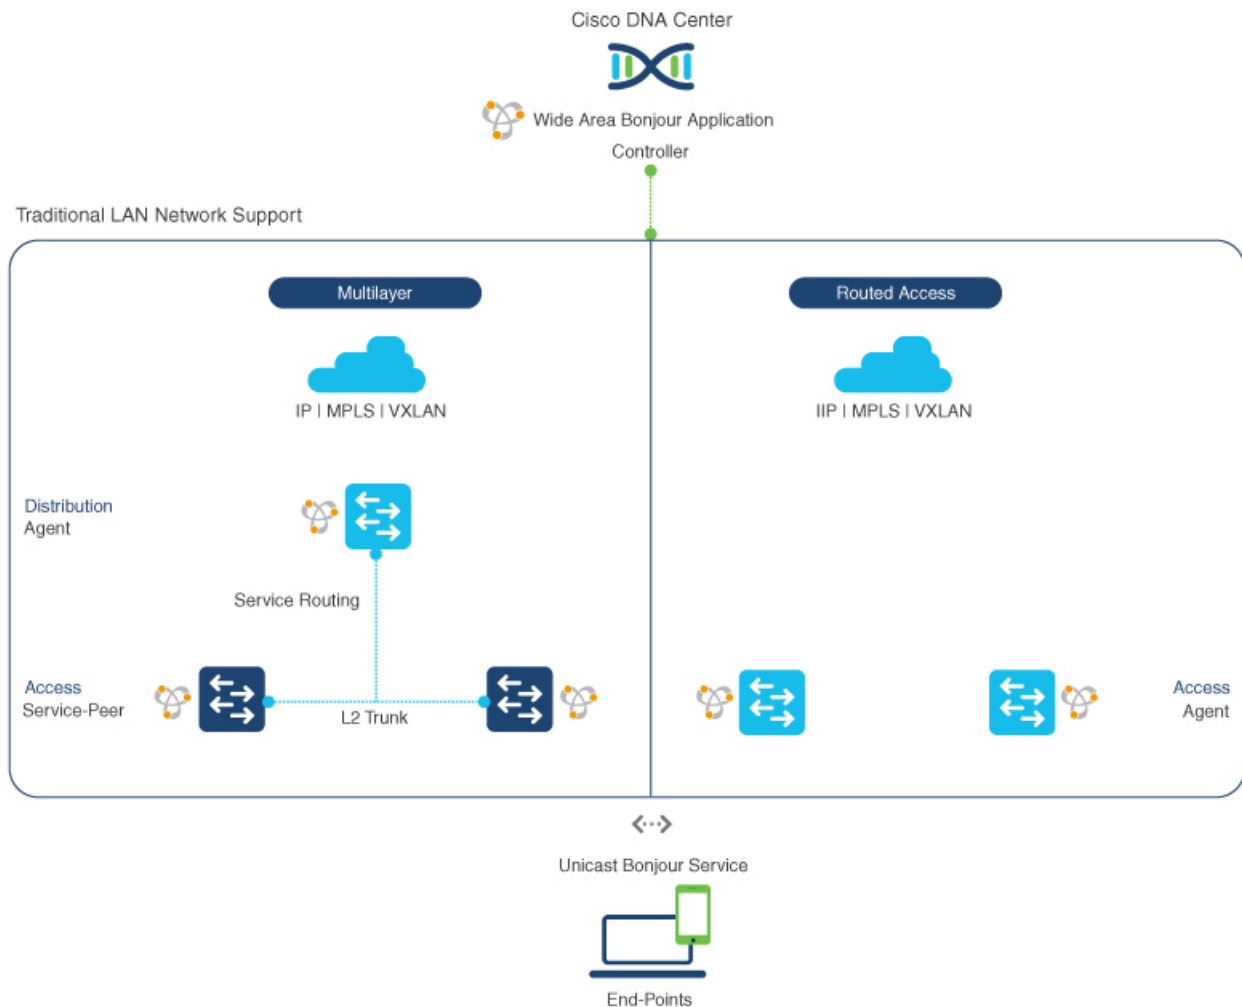 Cisco DNA Center
Wide Area Bonjour Application
Controller
Traditional LAN Network Support
Multilayer
Routed Access
IP | MPLS | VXLAN
IIP | MPLS | VXLAN
Distribution
Agent
Service Routing
Access
Service-Peer
L2 Trunk
Access
Agent
Unicast Bonjour Service
End-Points